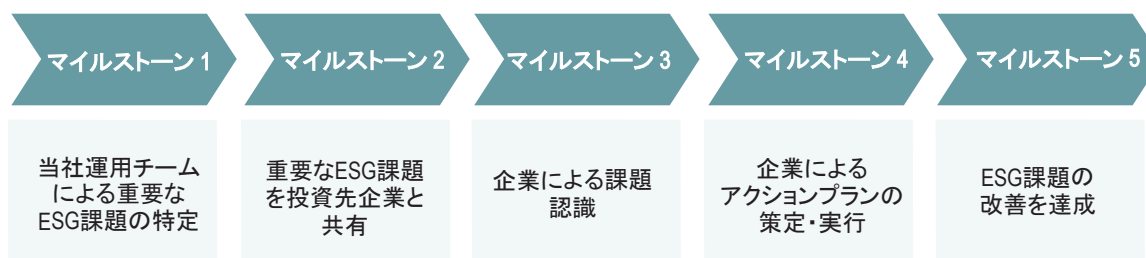 マイルストーン 1
マイルストーン 2
マイルストーン 3
マイルストーン 4
マイルストーン 5
当社運用チーム
による重要な
ESG課題の特定
重要なESG課題
を投資先企業と
共有
企業による課題
認識
企業による
アクションプランの
策定・実行
ESG課題の
改善を達成